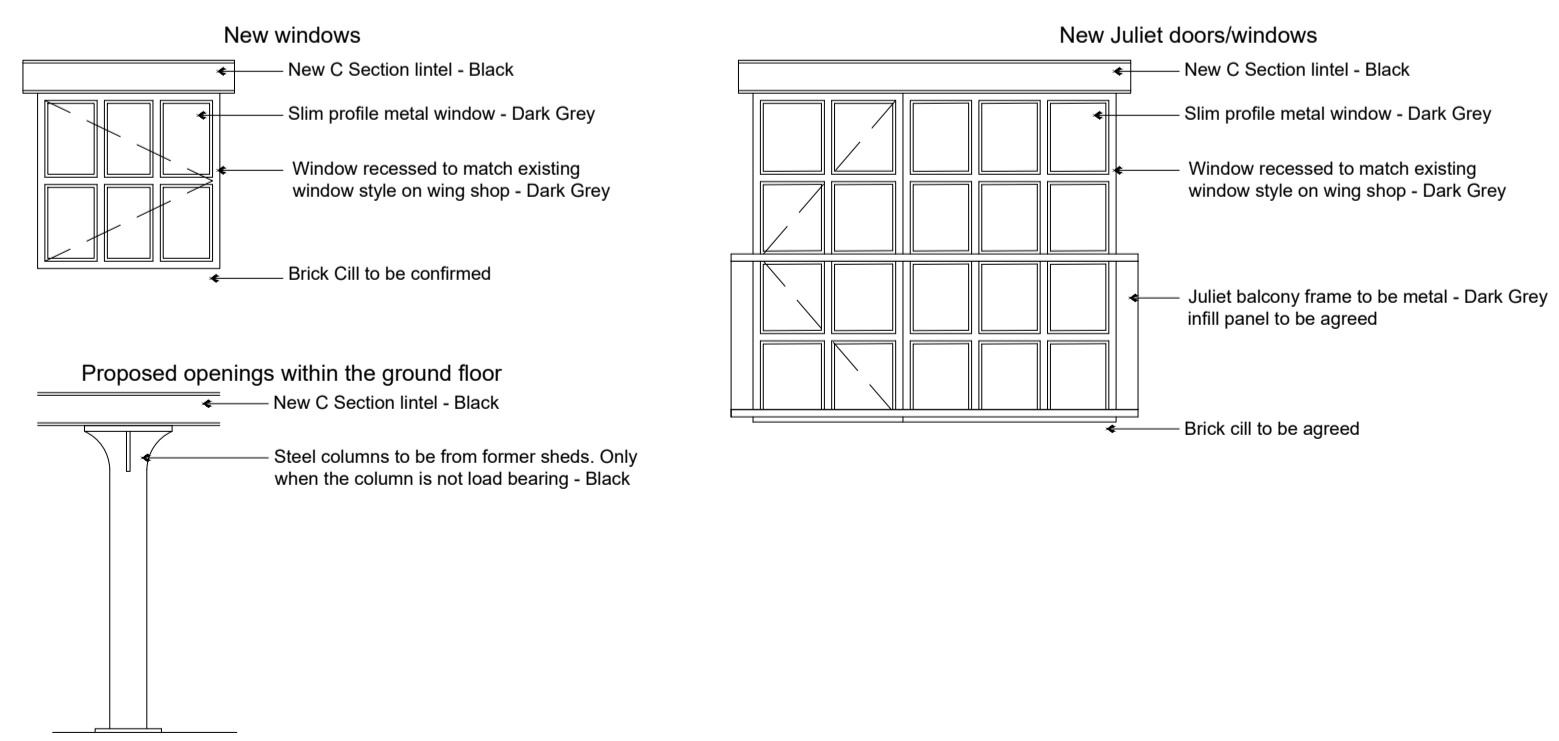 New windows
New C Section lintel - Black
Slim profile metal window - Dark Grey
Window recessed to match existing
window style on wing shop - Dark Grey
Brick Cill to be confirmed
Proposed openings within the ground floor
New C Section lintel - Black
Steel columns to be from former sheds. Only
when the column is not load bearing - Black
New Juliet doors/windows
New C Section lintel - Black
Slim profile metal window - Dark Grey
Window recessed to match existing
window style on wing shop - Dark Grey
Juliet balcony frame to be metal - Dark Grey
infill panel to be agreed
Brick cill to be agreed